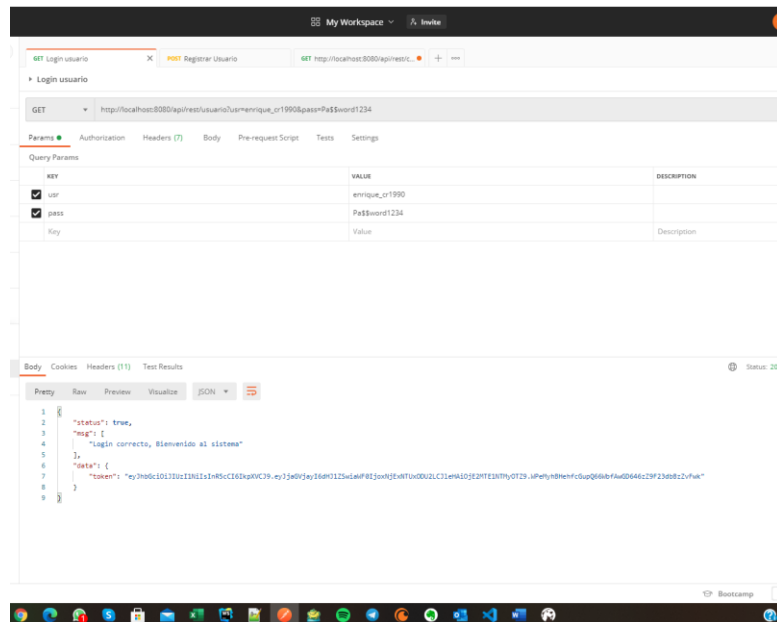 My Workspace Invite
GET Login usuario POST Registrar Usuario GET http://localhost:8080/api/rest/c...
Login usuario
GET http://localhost:8080/api/rest/usuario?usr=enrique_cr1990&pass=Pa$$word1234
Params Authorization Headers (7) Body Pre-request Script Tests Settings
Query Params
KEY VALUE DESCRIPTION
usr enrique_cr1990
pass Pa$$word1234
Key Value Description
Body Cookies Headers (11) Test Results Status: 20
Pretty Raw Preview Visualize JSON
1 {
2 "status": true,
3 "msg": [
4 "Login correcto, Bienvenido al sistema"
5 ],
6 "data": {
7 "token":
8 }
9 }
Bootcamp